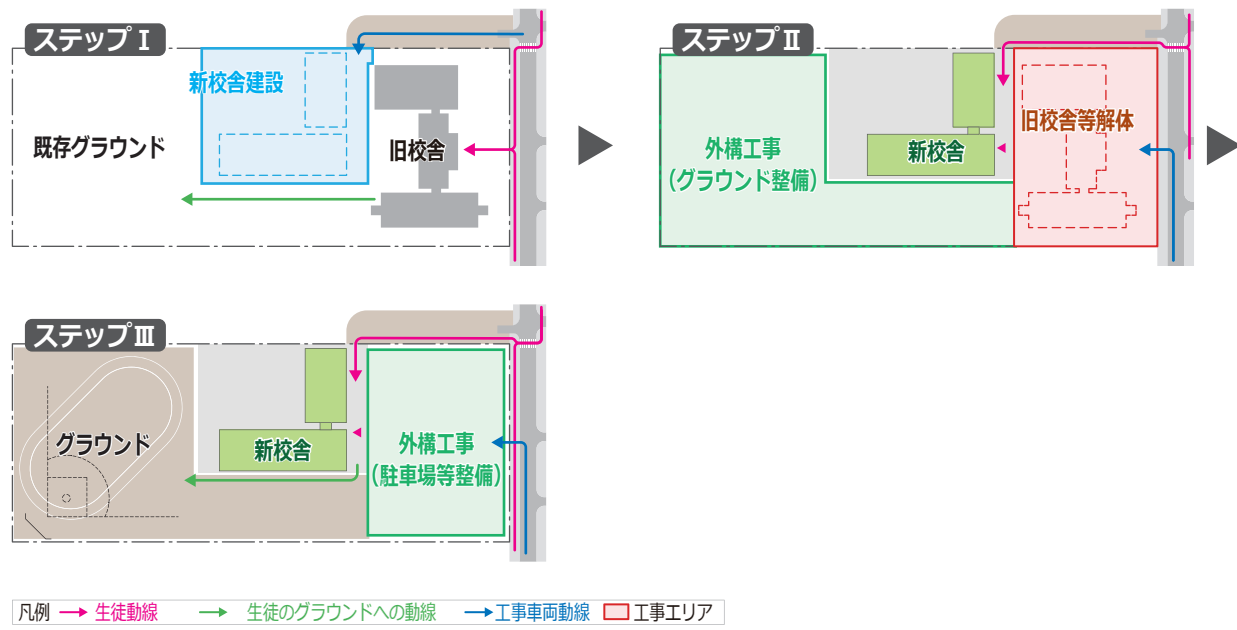 ステップⅠ
新校舎建設
既存グラウンド
旧校舎
ステップⅡ
旧校舎等解体
外構工事
（グラウンド整備）
新校舎
ステップⅢ
グラウンド
新校舎
外構工事
（駐車場等整備）
凡例 生徒動線 生徒のグラウンドへの動線 工事車両動線 工事エリア